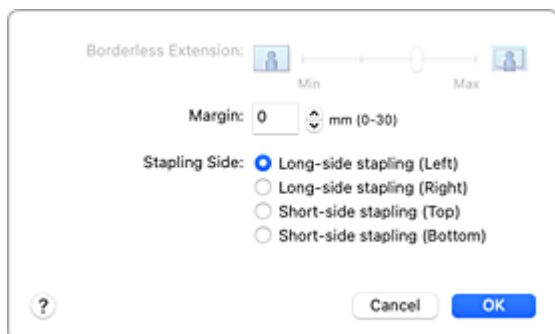 Borderless Extension:
Min Max
Margin: 0 mm (0-30)
Stapling Side: Long-side stapling (Left)
Long-side stapling (Right)
Short-side stapling (Top)
Short-side stapling (Bottom)
? Cancel OK